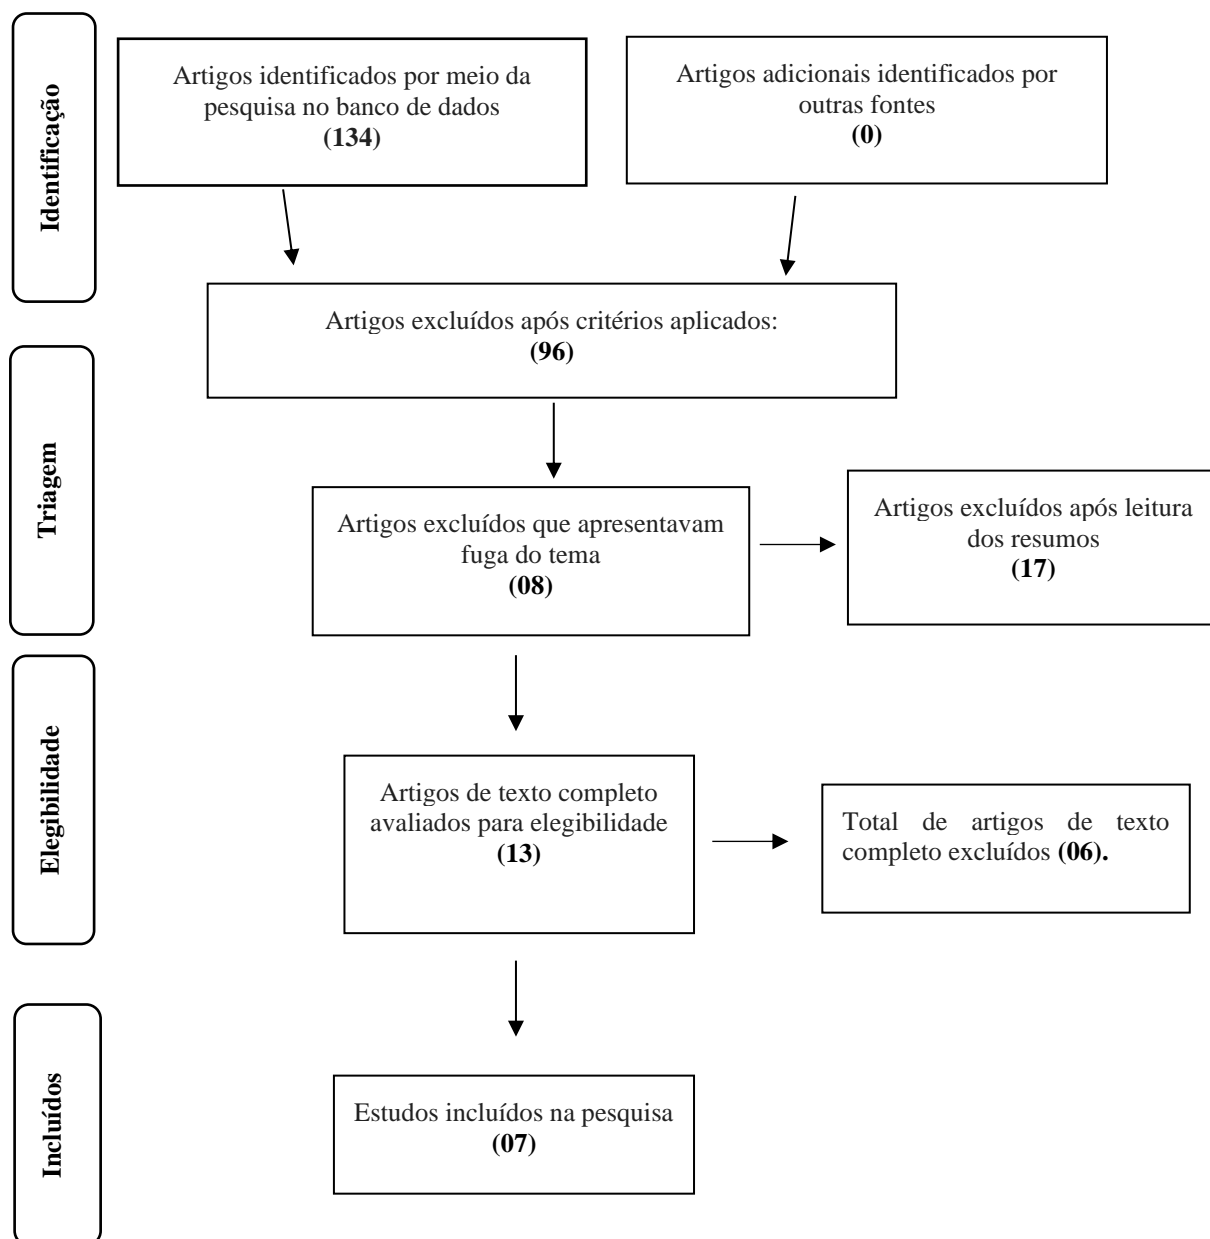 Identificação
Artigos identificados por meio da
pesquisa no banco de dados
(134)
Artigos adicionais identificados por
outras fontes
(0)
Artigos excluídos após critérios aplicados:
(96)
Triagem
Artigos excluídos que apresentavam
fuga do tema
(08)
Artigos excluídos após leitura
dos resumos
(17)
Elegibilidade
Artigos de texto completo
avaliados para elegibilidade
(13)
Total de artigos de texto
completo excluídos (06).
Incluídos
Estudos incluídos na pesquisa
(07)